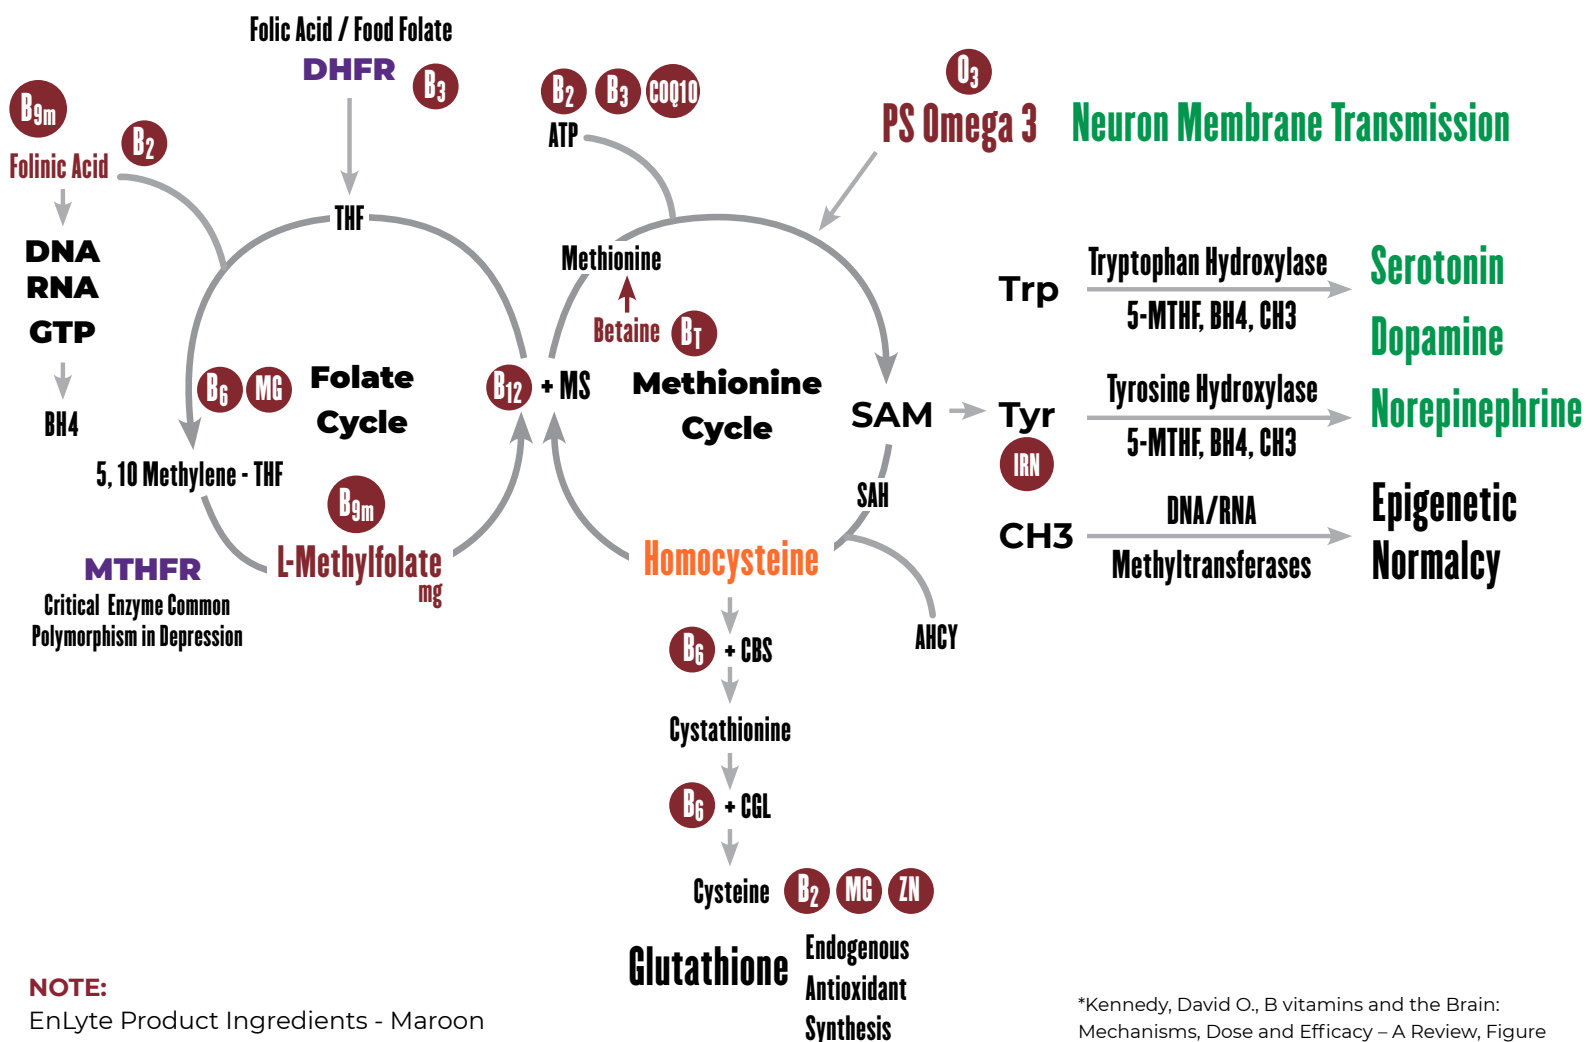 Folic Acid / Food Folate
DHFR
B3
B9m
B2
Folinic Acid
DNA
RNA
GTP
BH4
THF
B6
MG
Folate
Cycle
5, 10 Methylene - THF
B9m
L-Methylfolate
mg
MTHFR
Critical Enzyme Common
Polymorphism in Depression
B2
B3
COQ10
ATP
Methionine
Betaine
BT
B12
+ MS
Methionine
Cycle
O3
PS Omega 3
Neuron Membrane Transmission
SAM
SAH
AHCY
Homocysteine
B6
+ CBS
Cystathionine
B6
+ CGL
Cysteine
B2
MG
ZN
Glutathione
Endogenous
Antioxidant
Synthesis
Trp
Tryptophan Hydroxylase
5-MTHF, BH4, CH3
Serotonin
Dopamine
Tyr
IRN
Tyrosine Hydroxylase
5-MTHF, BH4, CH3
Norepinephrine
CH3
DNA/RNA
Methyltransferases
Epigenetic
Normalcy
NOTE:
EnLyte Product Ingredients - Maroon
*Kennedy, David O., B vitamins and the Brain:
Mechanisms, Dose and Efficacy – A Review, Figure